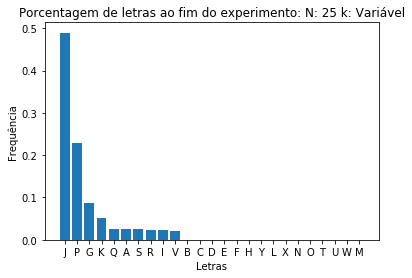 Porcentagem de letras ao fim do experimento: N: 25 k: Variável
0.5
0.4
0.3
0.2
0.1
0.0
Frequência
J P G K Q A S R I V B C D E F H Y L X N O T U W M
Letras